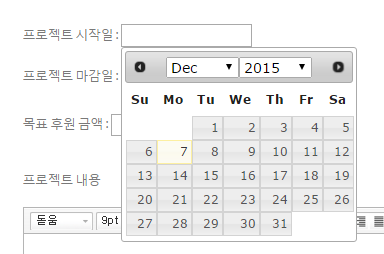 프로젝트 시작일 :
Dec 2015
Su Mo Tu We Th Fr Sa
1 2 3 4 5
6 7 8 9 10 11 12
13 14 15 16 17 18 19
20 21 22 23 24 25 26
27 28 29 30 31
프로젝트 마감일 :
목표 후원 금액 :
프로젝트 내용
돋움 9pt